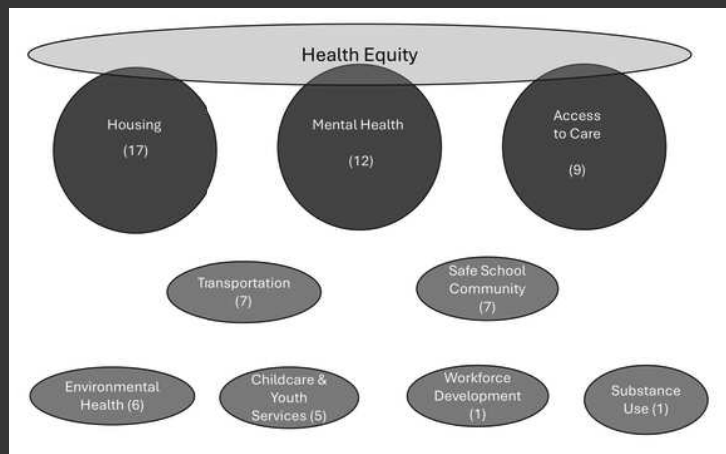 Health Equity
Housing
(17)
Mental Health
(12)
Access
to Care
(9)
Transportation
(7)
Safe School
Community
(7)
Environmental
Health (6)
Childcare &
Youth
Services (5)
Workforce
Development
(1)
Substance
Use (1)